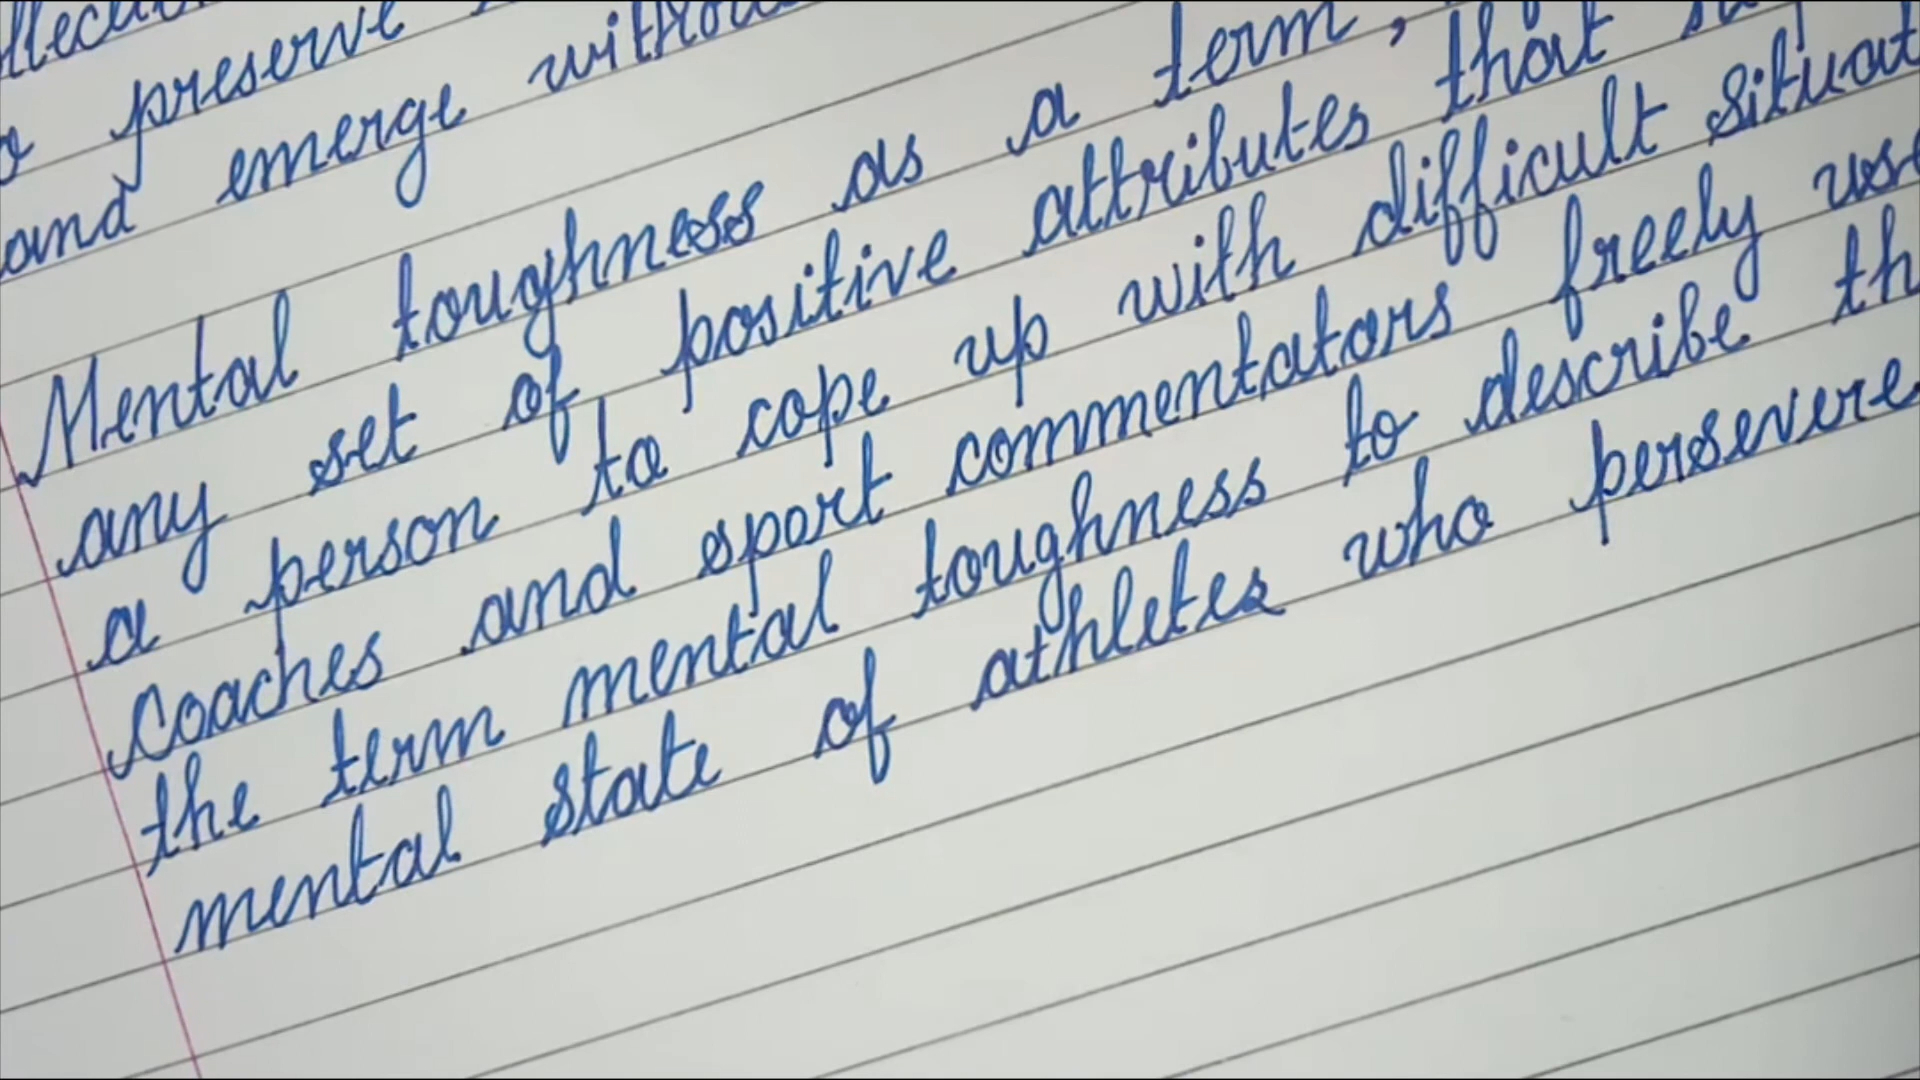 preserve
and emerge
Mental toughness as a term,
any set of positive attributes that
a person to cope up with difficult
Coaches and sport commentators freely
the term mental toughness to describe
mental state of athletes who persevere